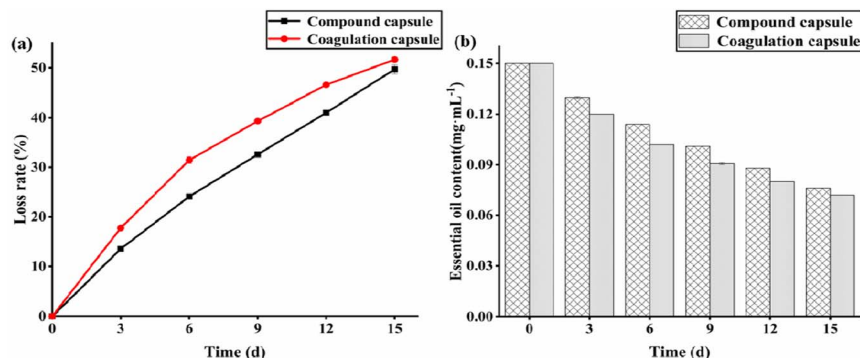 (a)
Compound capsule
Coagulation capsule
50
40
30
20
10
0
Loss rate (%)
0 3 6 9 12 15
Time (d)
(b)
Compound capsule
Coagulation capsule
0.15
0.12
0.09
0.06
0.03
0.00
Essential oil content(mg·mL⁻¹)
0 3 6 9 12 15
Time (d)